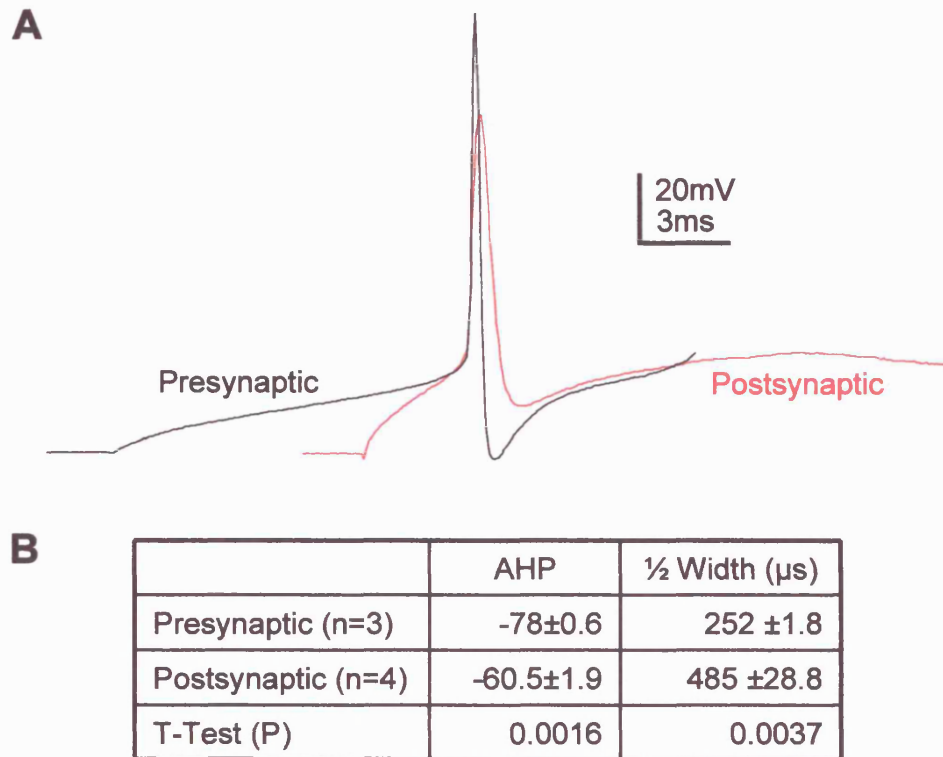 A
20mV
3ms
Presynaptic
Postsynaptic
B
AHP ½ Width (µs)
Presynaptic (n=3) -78±0.6 252 ±1.8
Postsynaptic (n=4) -60.5±1.9 485 ±28.8
T-Test (P) 0.0016 0.0037